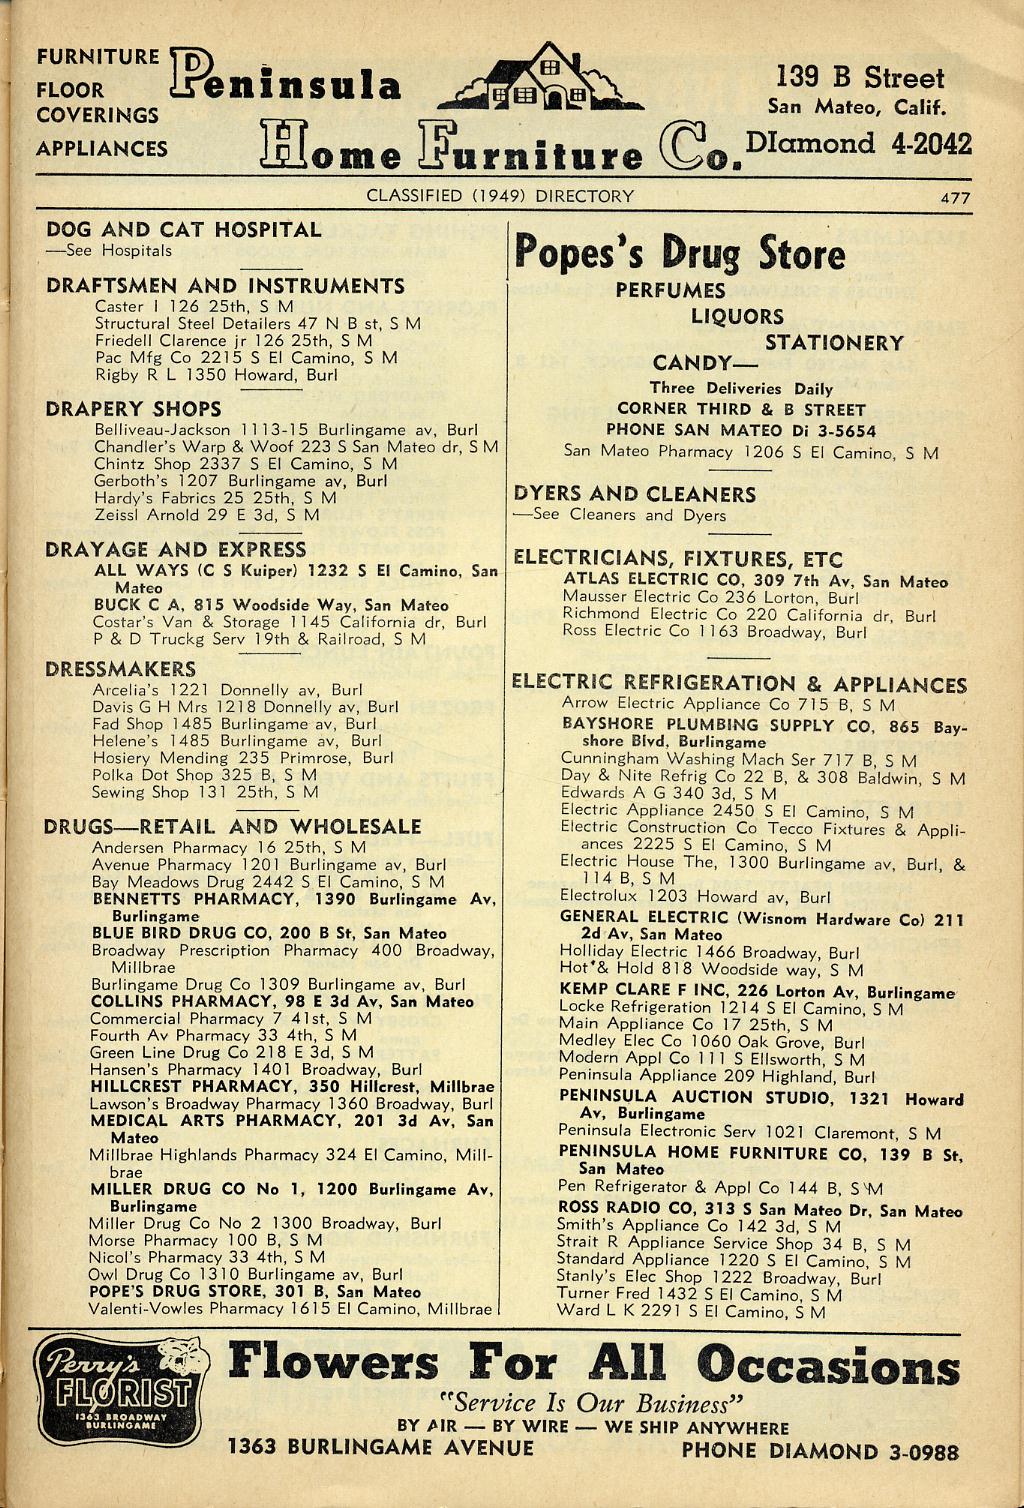 FURNITURE
FLOOR
COVERINGS
APPLIANCES
Peninsula
Home Furniture Co.
139 B Street
San Mateo, Calif.
DIamond 4-2042
CLASSIFIED (1949) DIRECTORY 477
DOG AND CAT HOSPITAL
—See Hospitals
DRAFTSMEN AND INSTRUMENTS
Caster I 126 25th, S M
Structural Steel Detailers 47 N B st, S M
Friedell Clarence jr 126 25th, S M
Pac Mfg Co 2215 S El Camino, S M
Rigby R L 1350 Howard, Burl
DRAPERY SHOPS
Belliveau-Jackson 1113-15 Burlingame av, Burl
Chandler's Warp & Woof 223 S San Mateo dr, S M
Chintz Shop 2337 S El Camino, S M
Gerboth's 1207 Burlingame av, Burl
Hardy's Fabrics 25 25th, S M
Zeissl Arnold 29 E 3d, S M
DRAYAGE AND EXPRESS
ALL WAYS (C S Kuiper) 1232 S El Camino, San
Mateo
BUCK C A, 815 Woodside Way, San Mateo
Costar's Van & Storage 1145 California dr, Burl
P & D Truckg Serv 19th & Railroad, S M
DRESSMAKERS
Arcelia's 1221 Donnelly av, Burl
Davis G H Mrs 1218 Donnelly av, Burl
Fad Shop 1485 Burlingame av, Burl
Helene's 1485 Burlingame av, Burl
Hosiery Mending 235 Primrose, Burl
Polka Dot Shop 325 B, S M
Sewing Shop 131 25th, S M
DRUGS—RETAIL AND WHOLESALE
Andersen Pharmacy 16 25th, S M
Avenue Pharmacy 1201 Burlingame av, Burl
Bay Meadows Drug 2442 S El Camino, S M
BENNETTS PHARMACY, 1390 Burlingame Av,
Burlingame
BLUE BIRD DRUG CO, 200 B St, San Mateo
Broadway Prescription Pharmacy 400 Broadway,
Millbrae
Burlingame Drug Co 1309 Burlingame av, Burl
COLLINS PHARMACY, 98 E 3d Av, San Mateo
Commercial Pharmacy 7 41st, S M
Fourth Av Pharmacy 33 4th, S M
Green Line Drug Co 218 E 3d, S M
Hansen's Pharmacy 1401 Broadway, Burl
HILLCREST PHARMACY, 350 Hillcrest, Millbrae
Lawson's Broadway Pharmacy 1360 Broadway, Burl
MEDICAL ARTS PHARMACY, 201 3d Av, San
Mateo
Millbrae Highlands Pharmacy 324 El Camino, Mill-
brae
MILLER DRUG CO No 1, 1200 Burlingame Av,
Burlingame
Miller Drug Co No 2 1300 Broadway, Burl
Morse Pharmacy 100 B, S M
Nicol's Pharmacy 33 4th, S M
Owl Drug Co 1310 Burlingame av, Burl
POPE'S DRUG STORE, 301 B, San Mateo
Valenti-Vowles Pharmacy 1615 El Camino, Millbrae
Popes's Drug Store
PERFUMES
LIQUORS
STATIONERY
CANDY—
Three Deliveries Daily
CORNER THIRD & B STREET
PHONE SAN MATEO Di 3-5654
San Mateo Pharmacy 1206 S El Camino, S M
DYERS AND CLEANERS
—See Cleaners and Dyers
ELECTRICIANS, FIXTURES, ETC
ATLAS ELECTRIC CO, 309 7th Av, San Mateo
Mausser Electric Co 236 Lorton, Burl
Richmond Electric Co 220 California dr, Burl
Ross Electric Co 1163 Broadway, Burl
ELECTRIC REFRIGERATION & APPLIANCES
Arrow Electric Appliance Co 715 B, S M
BAYSHORE PLUMBING SUPPLY CO, 865 Bay-
shore Blvd, Burlingame
Cunningham Washing Mach Ser 717 B, S M
Day & Nite Refrig Co 22 B, & 308 Baldwin, S M
Edwards A G 340 3d, S M
Electric Appliance 2450 S El Camino, S M
Electric Construction Co Tecco Fixtures & Appli-
ances 2225 S El Camino, S M
Electric House The, 1300 Burlingame av, Burl, &
114 B, S M
Electrolux 1203 Howard av, Burl
GENERAL ELECTRIC (Wisnom Hardware Co) 211
2d Av, San Mateo
Holliday Electric 1466 Broadway, Burl
Hot & Hold 818 Woodside way, S M
KEMP CLARE F INC, 226 Lorton Av, Burlingame
Locke Refrigeration 1214 S El Camino, S M
Main Appliance Co 17 25th, S M
Medley Elec Co 1060 Oak Grove, Burl
Modern Appl Co 111 S Ellsworth, S M
Peninsula Appliance 209 Highland, Burl
PENINSULA AUCTION STUDIO, 1321 Howard
Av, Burlingame
Peninsula Electronic Serv 1021 Claremont, S M
PENINSULA HOME FURNITURE CO, 139 B St,
San Mateo
Pen Refrigerator & Appl Co 144 B, S M
ROSS RADIO CO, 313 S San Mateo Dr, San Mateo
Smith's Appliance Co 142 3d, S M
Strait R Appliance Service Shop 34 B, S M
Standard Appliance 1220 S El Camino, S M
Stanly's Elec Shop 1222 Broadway, Burl
Turner Fred 1432 S El Camino, S M
Ward L K 2291 S El Camino, S M
Perry's
FLORIST
1363 BROADWAY
BURLINGAME
Flowers For All Occasions
"Service Is Our Business"
BY AIR — BY WIRE — WE SHIP ANYWHERE
1363 BURLINGAME AVENUE PHONE DIAMOND 3-0988